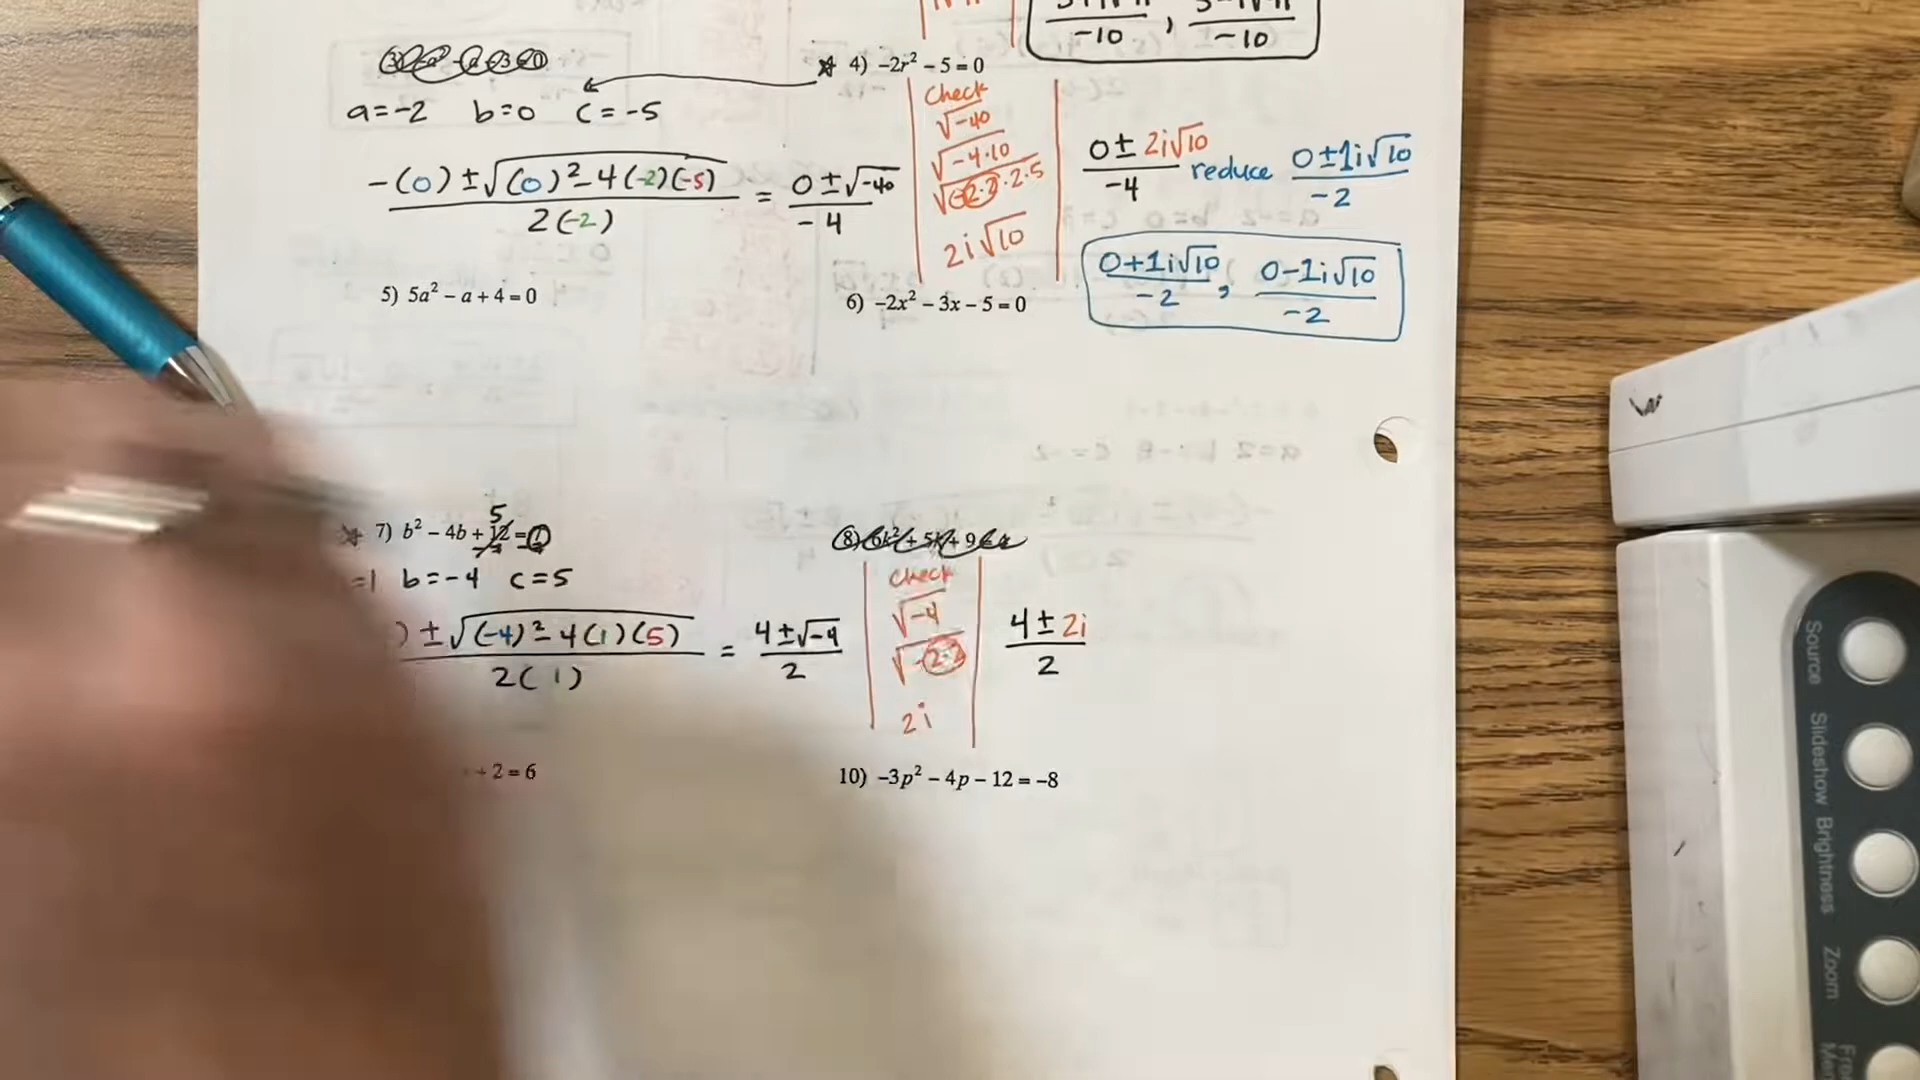 -10 , -10
4) -2r² - 5 = 0
a=-2 b=0 c=-5
-(0) ± √(0)² - 4(-2)(-5) = 0 ± √-40
2(-2) -4
check
√-40
√-4·10
√-2·2·2·5
2i√10
0 ± 2i√10 reduce 0 ± 1i√10
-4 -2
0+1i√10 , 0-1i√10
-2 -2
5) 5a² - a + 4 = 0
6) -2x² - 3x - 5 = 0
7) b² - 4b + 12 = 0
5
=1 b=-4 c=5
) ± √(-4)² - 4(1)(5) = 4 ± √-4
2(1) 2
check
√-4
√-2·2
2i
4 ± 2i
2
+ 2 = 6
10) -3p² - 4p - 12 = -8
W
Source
Slideshow
Brightness
Zoom